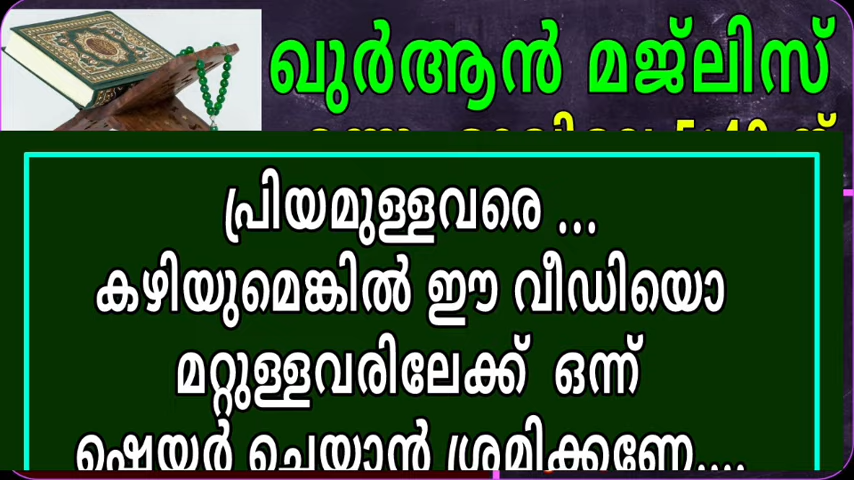 ഖുർആൻ മജ്ലിസ്
പ്രിയമുള്ളവരെ ...
കഴിയുമെങ്കിൽ ഈ വീഡിയൊ
മറ്റുള്ളവരിലേക്ക് ഒന്ന്
ഷെയർ ചെയ്യാൻ ശ്രമിക്കണേ....